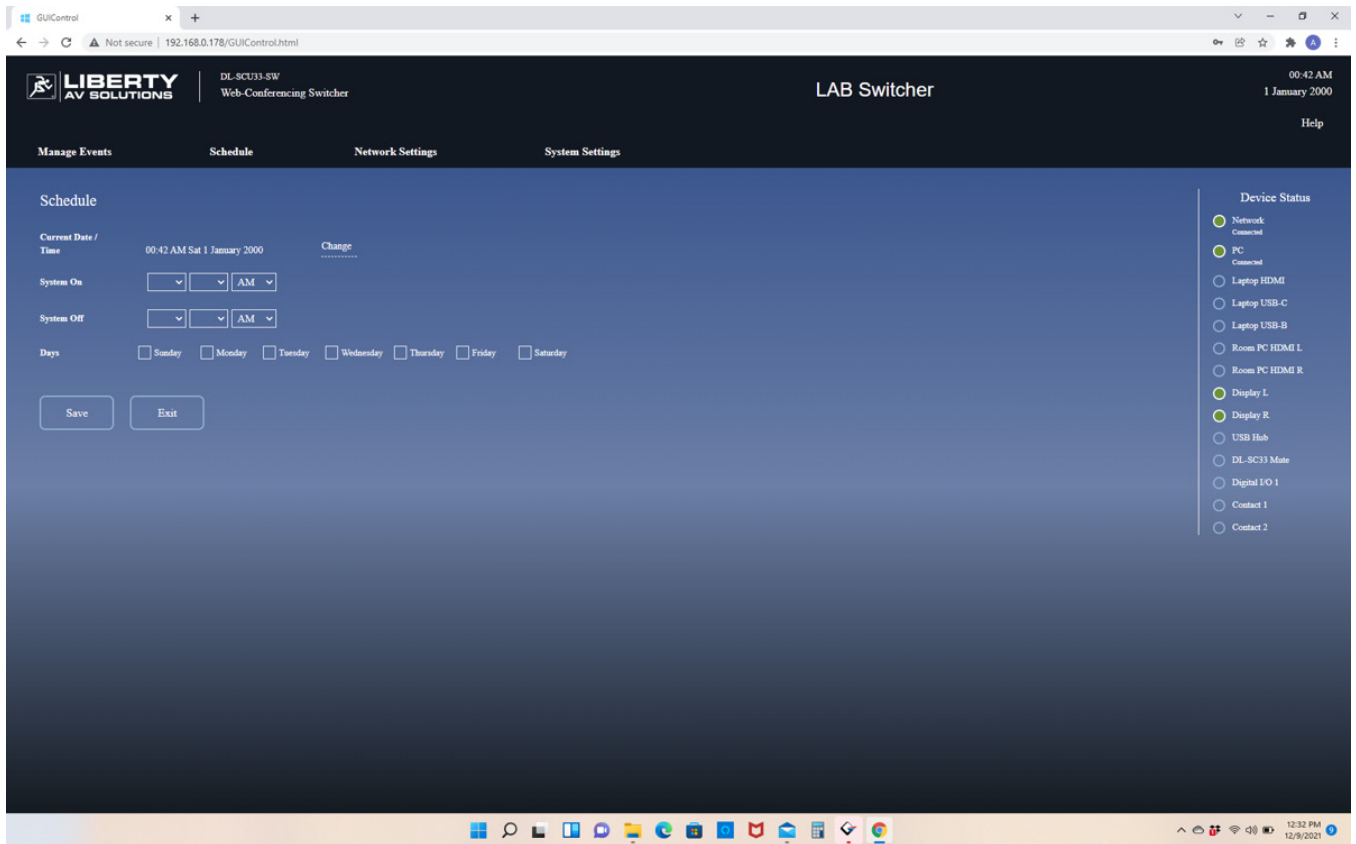 GUIControl
Not secure | 192.168.0.178/GUIControl.html
A
LIBERTY
AV SOLUTIONS
DL-SCU33-SW
Web-Conferencing Switcher
LAB Switcher
00:42 AM
1 January 2000
Help
Manage Events Schedule Network Settings System Settings
Schedule
Current Date /
Time
00:42 AM Sat 1 January 2000 Change
System On AM
System Off AM
Days Sunday Monday Tuesday Wednesday Thursday Friday Saturday
Save Exit
Device Status
Network
Connected
PC
Connected
Laptop HDMI
Laptop USB-C
Laptop USB-B
Room PC HDMI L
Room PC HDMI R
Display L
Display R
USB Hub
DL-SC33 Mute
Digital I/O 1
Contact 1
Contact 2
12:32 PM
12/9/2021
9